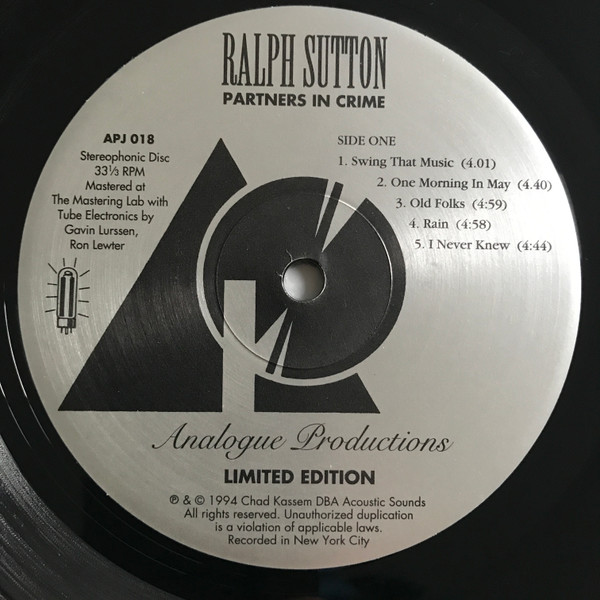 RALPH SUTTON
PARTNERS IN CRIME
APJ 018
Stereophonic Disc
33⅓ RPM
Mastered at
The Mastering Lab with
Tube Electronics by
Gavin Lurssen,
Ron Lewter
SIDE ONE
1. Swing That Music (4.01)
2. One Morning In May (4.40)
3. Old Folks (4:59)
4. Rain (4:58)
5. I Never Knew (4:44)
Analogue Productions
LIMITED EDITION
℗ & © 1994 Chad Kassem DBA Acoustic Sounds
All rights reserved. Unauthorized duplication
is a violation of applicable laws.
Recorded in New York City